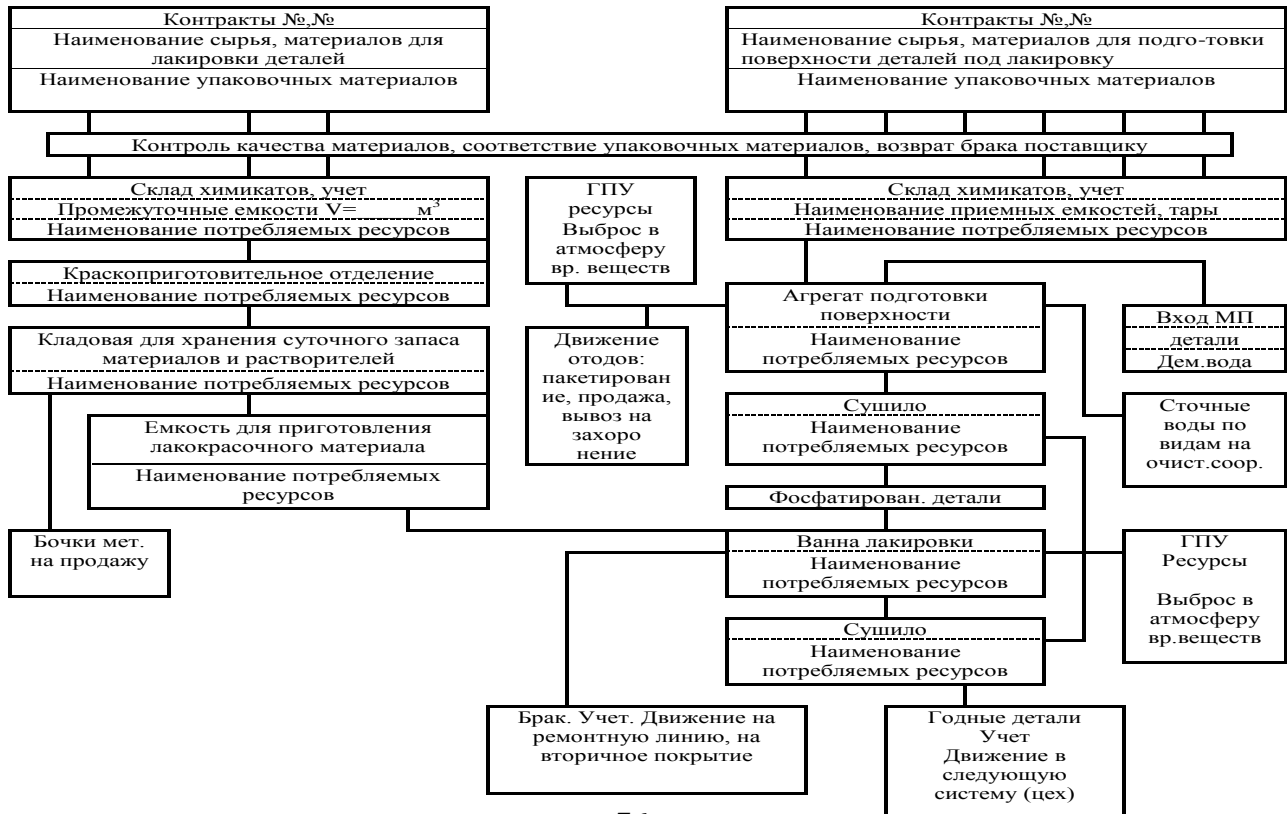 Контракты №,№
Наименование сырья, материалов для
лакировки деталей
Наименование упаковочных материалов
Контракты №,№
Наименование сырья, материалов для подго-товки
поверхности деталей под лакировку
Наименование упаковочных материалов
Контроль качества материалов, соответствие упаковочных материалов, возврат брака поставщику
Склад химикатов, учет
Промежуточные емкости V=_____ м³
Наименование потребляемых ресурсов
ГПУ
ресурсы
Выброс в
атмосферу
вр. веществ
Склад химикатов, учет
Наименование приемных емкостей, тары
Наименование потребляемых ресурсов
Краскоприготовительное отделение
Наименование потребляемых ресурсов
Агрегат подготовки
поверхности
Наименование
потребляемых ресурсов
Вход МП
детали
Дем.вода
Кладовая для хранения суточного запаса
материалов и растворителей
Наименование потребляемых ресурсов
Движение
отодов:
пакетирован
ие, продажа,
вывоз на
захоро
нение
Сушило
Наименование
потребляемых ресурсов
Сточные
воды по
видам на
очист.соор.
Емкость для приготовления
лакокрасочного материала
Наименование потребляемых
ресурсов
Фосфатирован. детали
Бочки мет.
на продажу
Ванна лакировки
Наименование
потребляемых ресурсов
ГПУ
Ресурсы
Выброс в
атмосферу
вр.веществ
Сушило
Наименование
потребляемых ресурсов
Брак. Учет. Движение на
ремонтную линию, на
вторичное покрытие
Годные детали
Учет
Движение в
следующую
систему (цех)